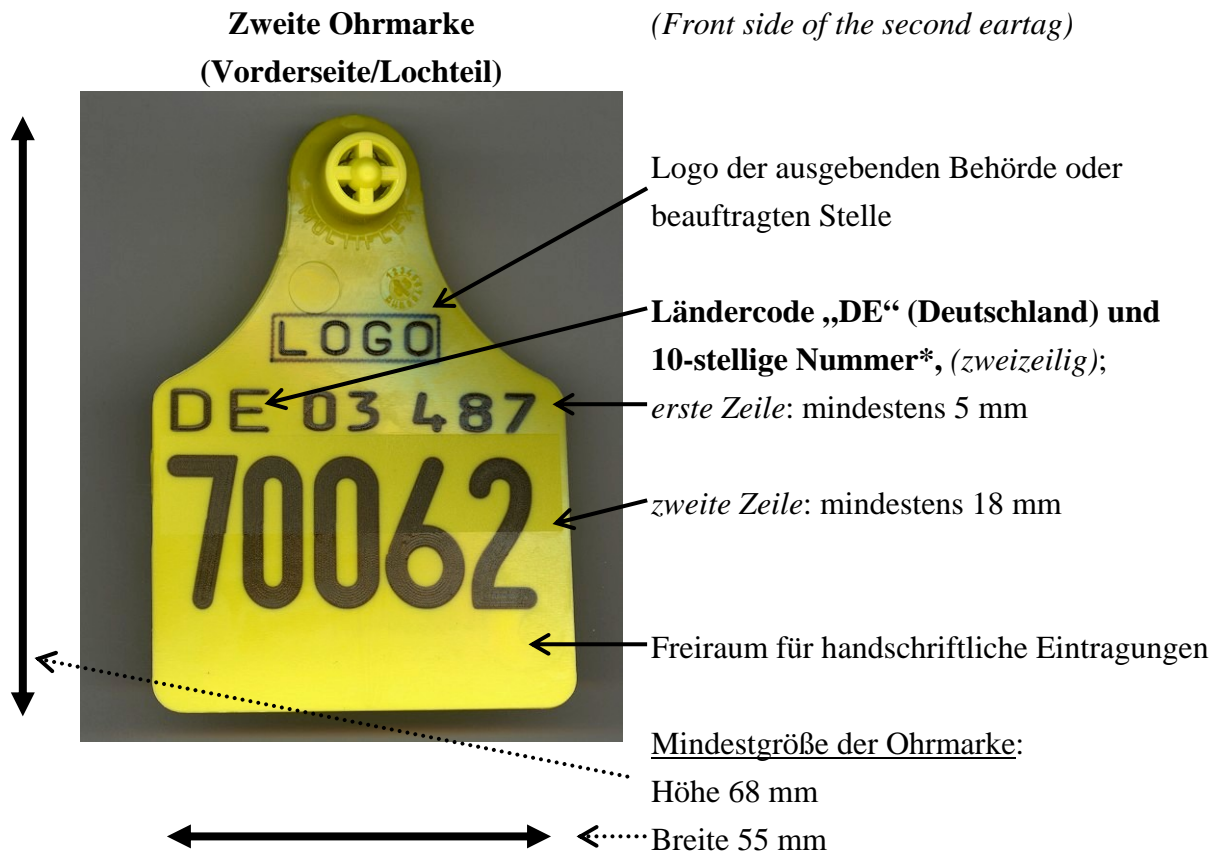 Zweite Ohrmarke
(Front side of the second eartag)
(Vorderseite/Lochteil)
Logo der ausgebenden Behörde oder
beauftragten Stelle
LOGO
Ländercode „DE“ (Deutschland) und
10-stellige Nummer*, (zweizeilig);
erste Zeile: mindestens 5 mm
DE 03 487
70062
zweite Zeile: mindestens 18 mm
Freiraum für handschriftliche Eintragungen
Mindestgröße der Ohrmarke:
Höhe 68 mm
Breite 55 mm